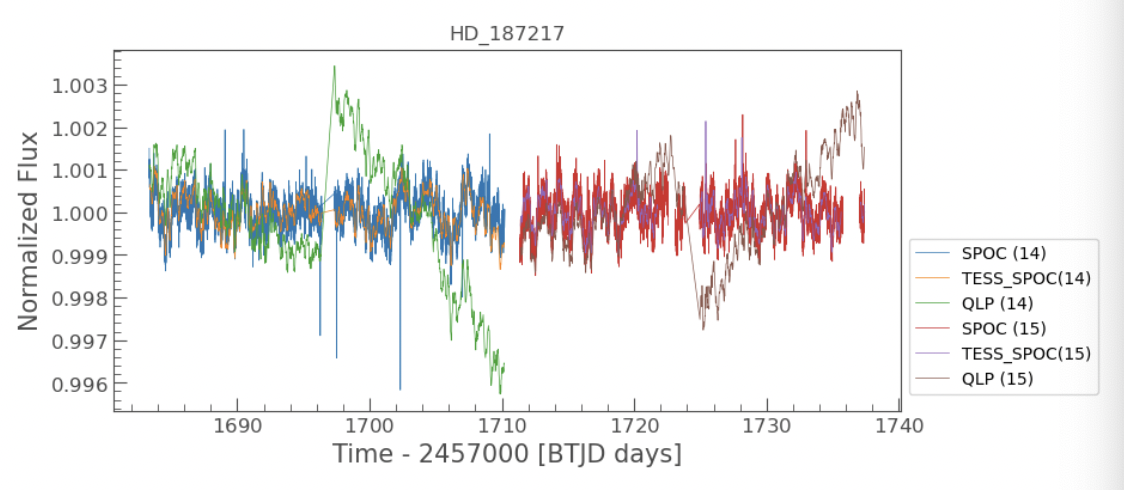 HD_187217
Normalized Flux
1.003
1.002
1.001
1.000
0.999
0.998
0.997
0.996
1690
1700
1710
1720
1730
1740
Time - 2457000 [BTJD days]
SPOC (14)
TESS_SPOC(14)
QLP (14)
SPOC (15)
TESS_SPOC(15)
QLP (15)